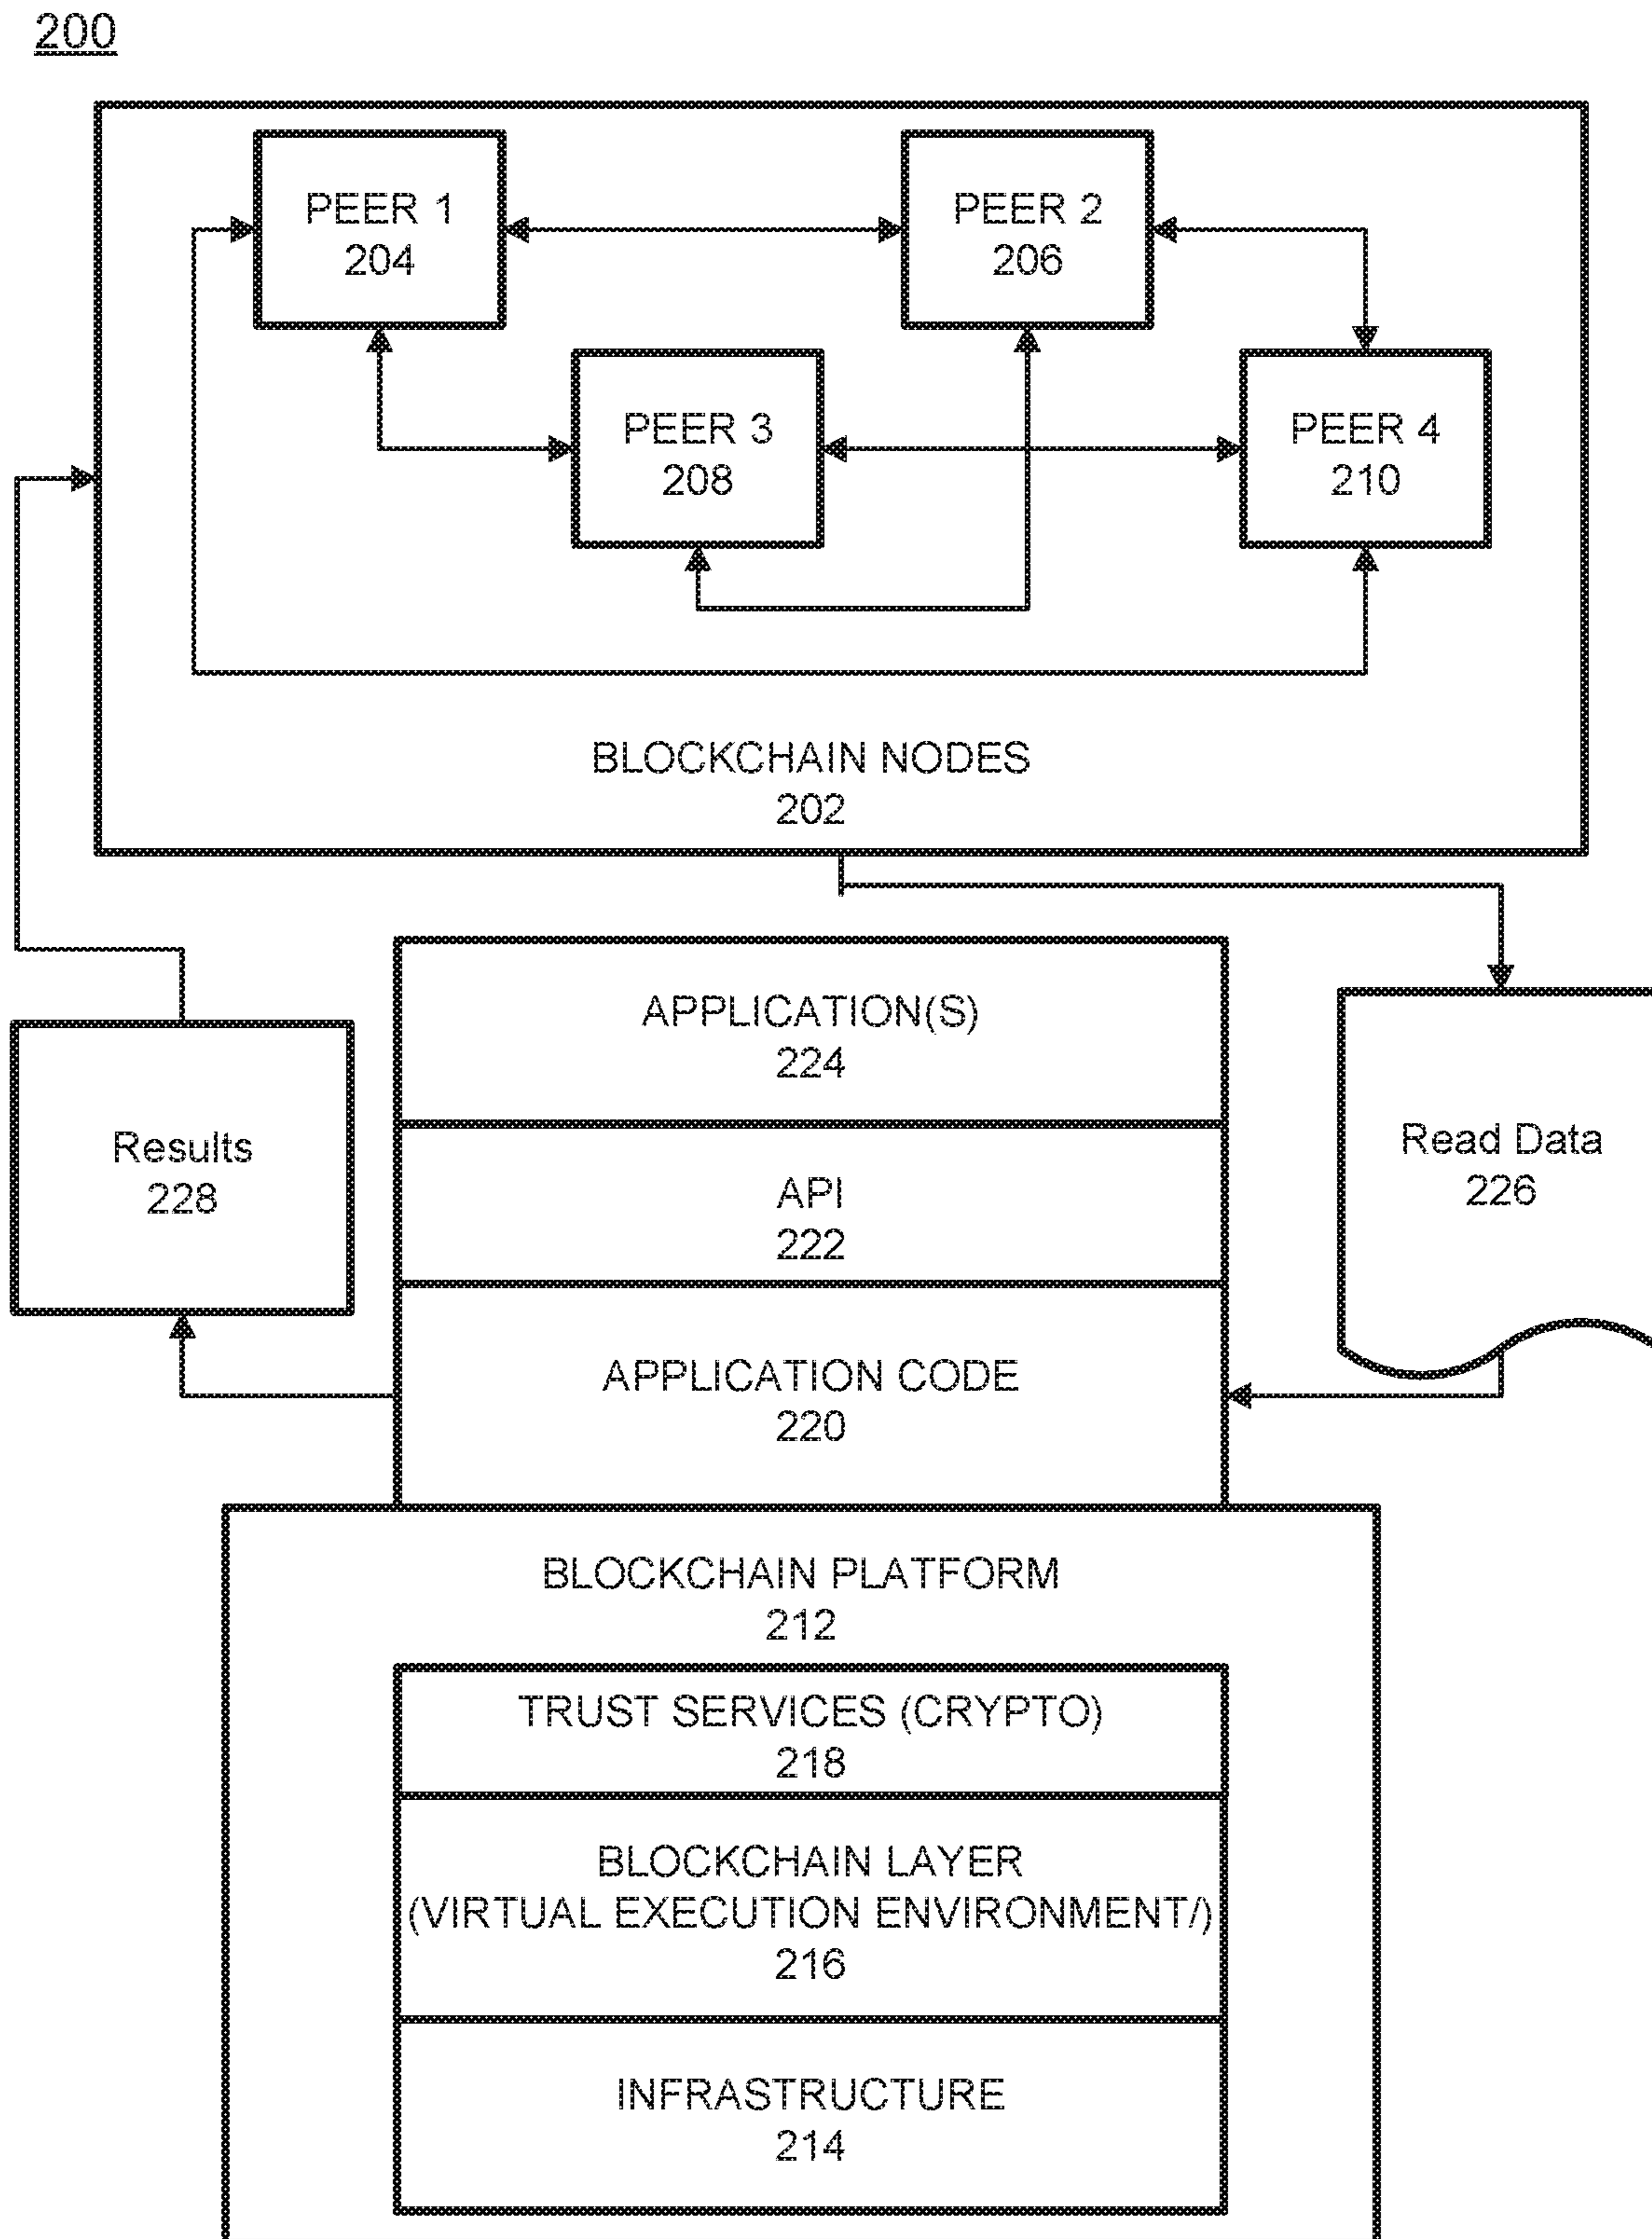 200
PEER 1
204
PEER 2
206
PEER 3
208
PEER 4
210
BLOCKCHAIN NODES
202
APPLICATION(S)
224
Results
228
API
222
Read Data
226
APPLICATION CODE
220
BLOCKCHAIN PLATFORM
212
TRUST SERVICES (CRYPTO)
218
BLOCKCHAIN LAYER
(VIRTUAL EXECUTION ENVIRONMENT/)
216
INFRASTRUCTURE
214